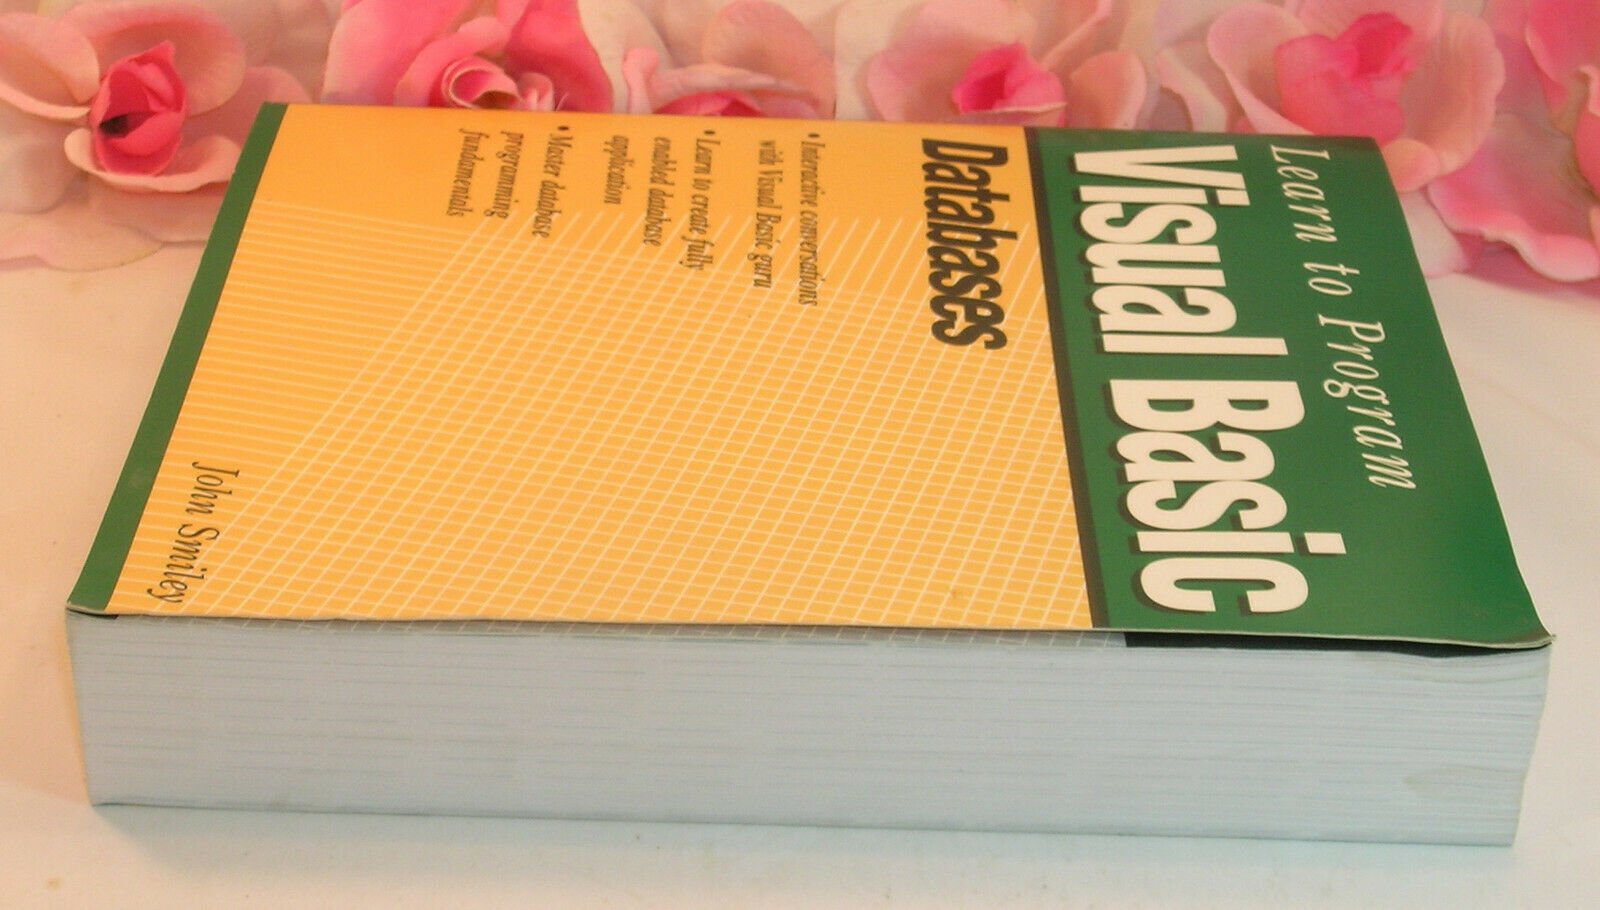 Learn to Program
Visual Basic
Databases
• Interactive conversations
with Visual Basic guru
• Learn to create fully
enabled database
application
• Master database
programming
fundamentals
John Smiley